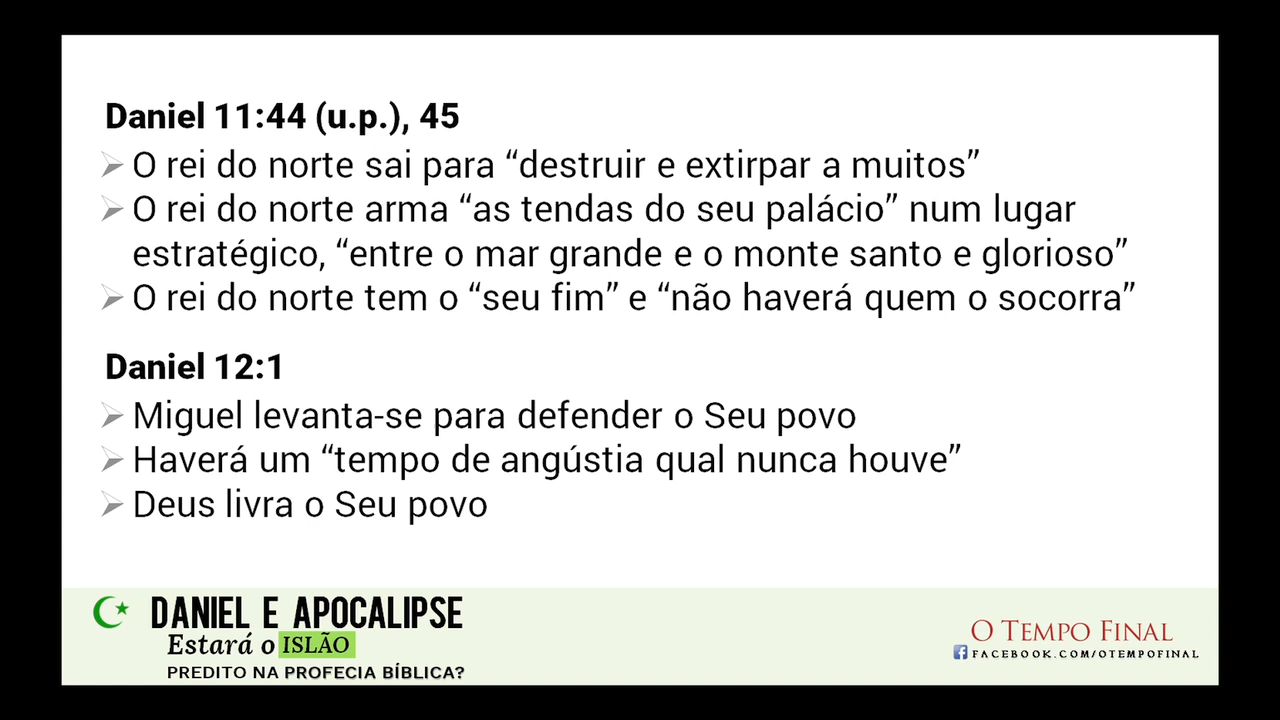 Daniel 11:44 (u.p.), 45
O rei do norte sai para “destruir e extirpar a muitos”
O rei do norte arma “as tendas do seu palácio” num lugar
estratégico, “entre o mar grande e o monte santo e glorioso”
O rei do norte tem o “seu fim” e “não haverá quem o socorra”
Daniel 12:1
Miguel levanta-se para defender o Seu povo
Haverá um “tempo de angústia qual nunca houve”
Deus livra o Seu povo
DANIEL E APOCALIPSE
Estará o ISLÃO
PREDITO NA PROFECIA BÍBLICA?
O TEMPO FINAL
FACEBOOK.COM/OTEMPOFINAL